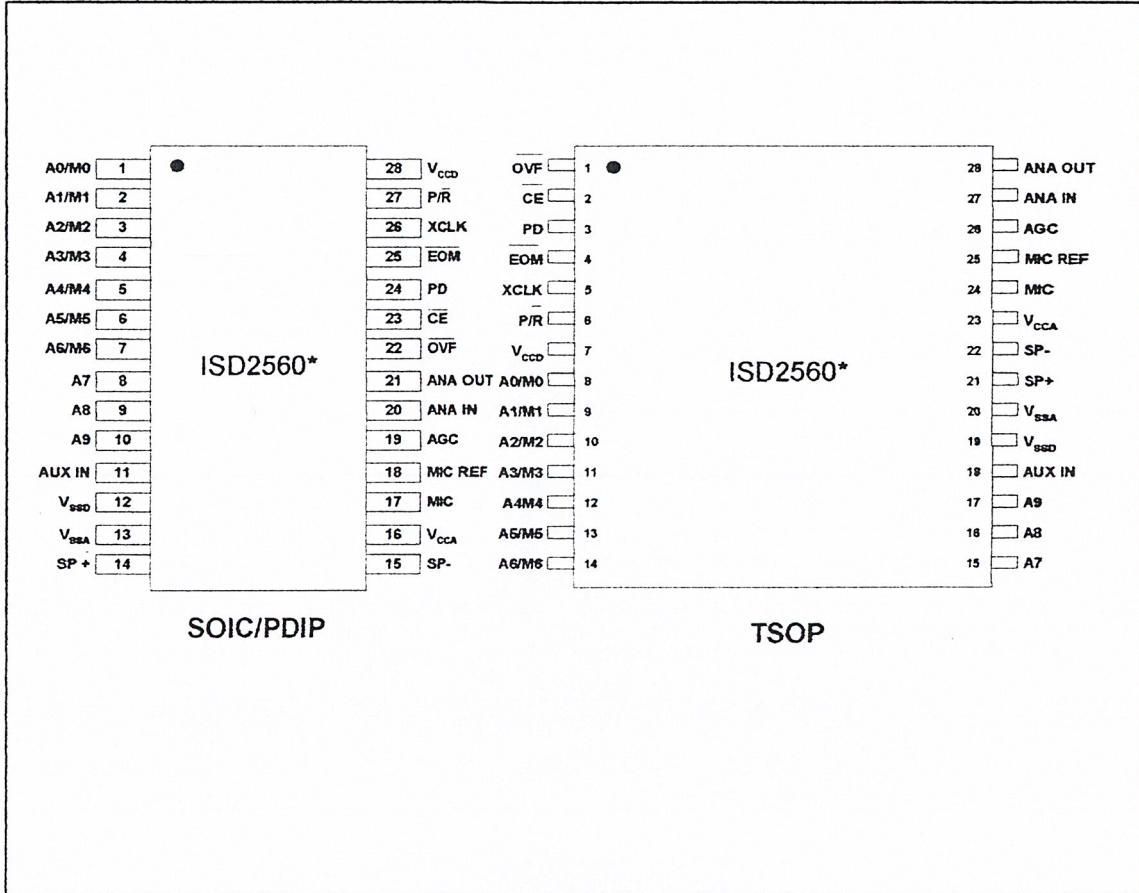 A0/M0 1 28 VCCD
A1/M1 2 27 P/R̅
A2/M2 3 26 XCLK
A3/M3 4 25 E̅O̅M̅
A4/M4 5 24 PD
A5/M5 6 23 C̅E̅
A6/M6 7 22 O̅V̅F̅
ISD2560*
A7 8 21 ANA OUT
A8 9 20 ANA IN
A9 10 19 AGC
AUX IN 11 18 MIC REF
VSSD 12 17 MIC
VSSA 13 16 VCCA
SP + 14 15 SP-
SOIC/PDIP
O̅V̅F̅ 1 28 ANA OUT
C̅E̅ 2 27 ANA IN
PD 3 26 AGC
E̅O̅M̅ 4 25 MIC REF
XCLK 5 24 MIC
P/R̅ 6 23 VCCA
VCCD 7 22 SP-
ISD2560*
A0/M0 8 21 SP+
A1/M1 9 20 VSSA
A2/M2 10 19 VSSD
A3/M3 11 18 AUX IN
A4M4 12 17 A9
A5/M5 13 16 A8
A6/M6 14 15 A7
TSOP